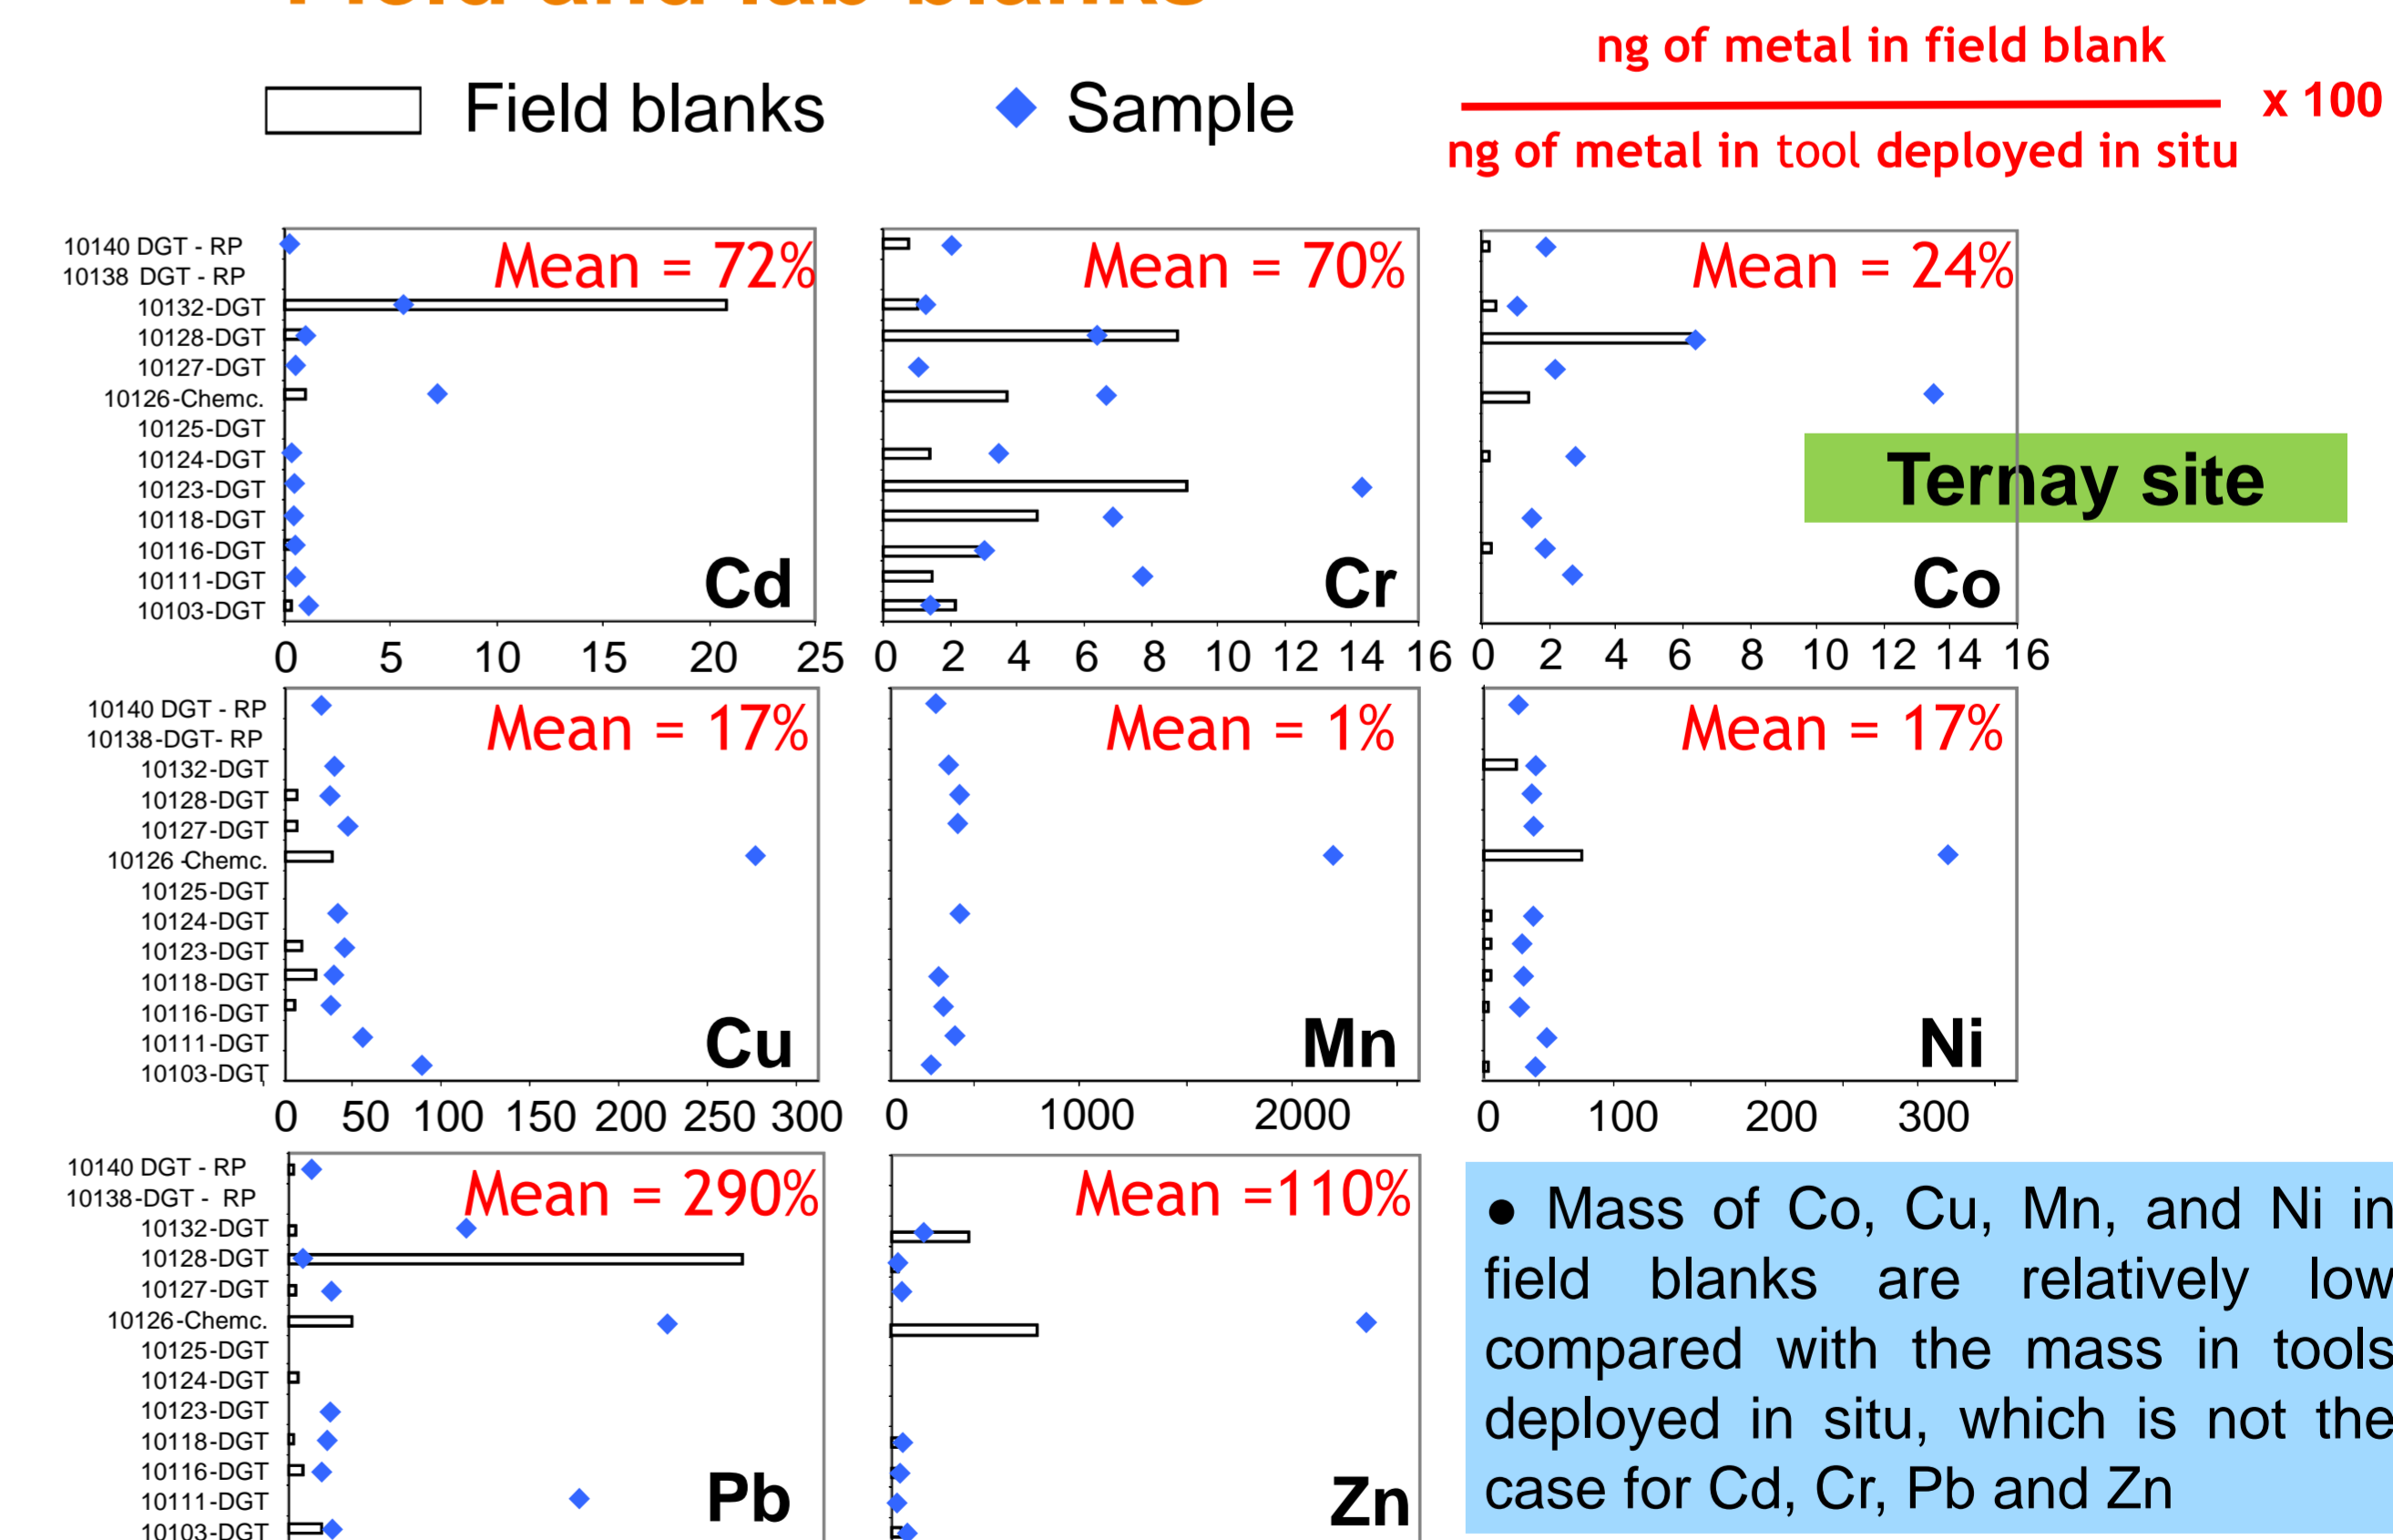 Field and lab blanks
ng of metal in field blank
Field blanks
Sample
x 100
ng of metal in tool deployed in situ
10140 DGT - RP
10138 DGT - RP
10132-DGT
10128-DGT
10127-DGT
10126-Chemc.
10125-DGT
10124-DGT
10123-DGT
10118-DGT
10116-DGT
10111-DGT
10103-DGT
Mean = 72%
Cd
0 5 10 15 20 25
Mean = 70%
Cr
0 2 4 6 8 10 12 14 16
Mean = 24%
Co
0 2 4 6 8 10 12 14 16
Ternay site
10140 DGT - RP
10138-DGT- RP
10132-DGT
10128-DGT
10127-DGT
10126 -Chemc.
10125-DGT
10124-DGT
10123-DGT
10118-DGT
10116-DGT
10111-DGT
10103-DGT
Mean = 17%
Cu
0 50 100 150 200 250 300
Mean = 1%
Mn
0 1000 2000
Mean = 17%
Ni
0 100 200 300
10140 DGT - RP
10138-DGT - RP
10132-DGT
10128-DGT
10127-DGT
10126-Chemc.
10125-DGT
10124-DGT
10123-DGT
10118-DGT
10116-DGT
10111-DGT
10103-DGT
Mean = 290%
Pb
Mean =110%
Zn
● Mass of Co, Cu, Mn, and Ni in
field blanks are relatively low
compared with the mass in tools
deployed in situ, which is not the
case for Cd, Cr, Pb and Zn